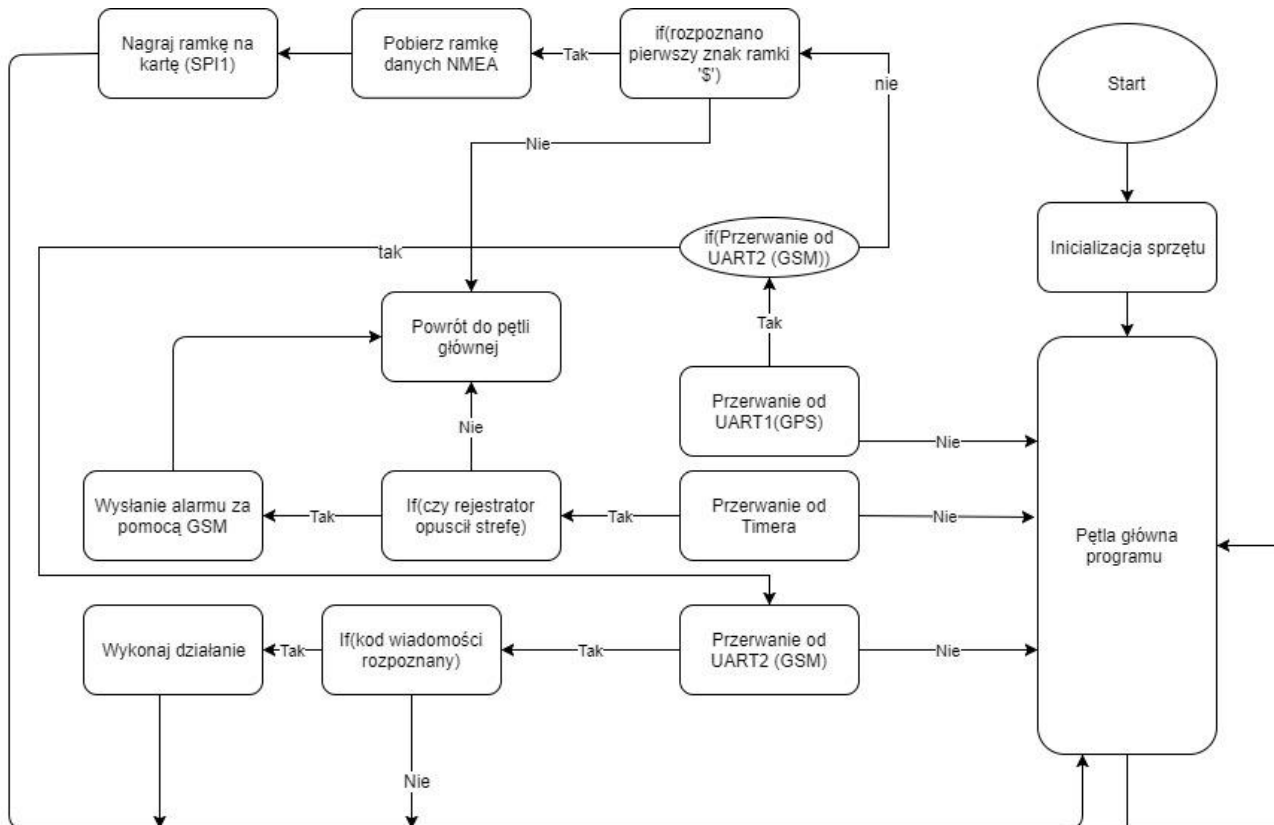 Nagraj ramkę na
kartę (SPI1)
Pobierz ramkę
danych NMEA
Tak
if(rozpoznano
pierwszy znak ramki
'$')
nie
Start
Nie
tak
if(Przerwanie od
UART2 (GSM))
Inicializacja sprzętu
Powrót do pętli
głównej
Tak
Przerwanie od
UART1(GPS)
Nie
Nie
Wysłanie alarmu za
pomocą GSM
Tak
If(czy rejestrator
opuscił strefę)
Tak
Przerwanie od
Timera
Nie
Pętla główna
programu
Wykonaj działanie
Tak
If(kod wiadomości
rozpoznany)
Tak
Przerwanie od
UART2 (GSM)
Nie
Nie